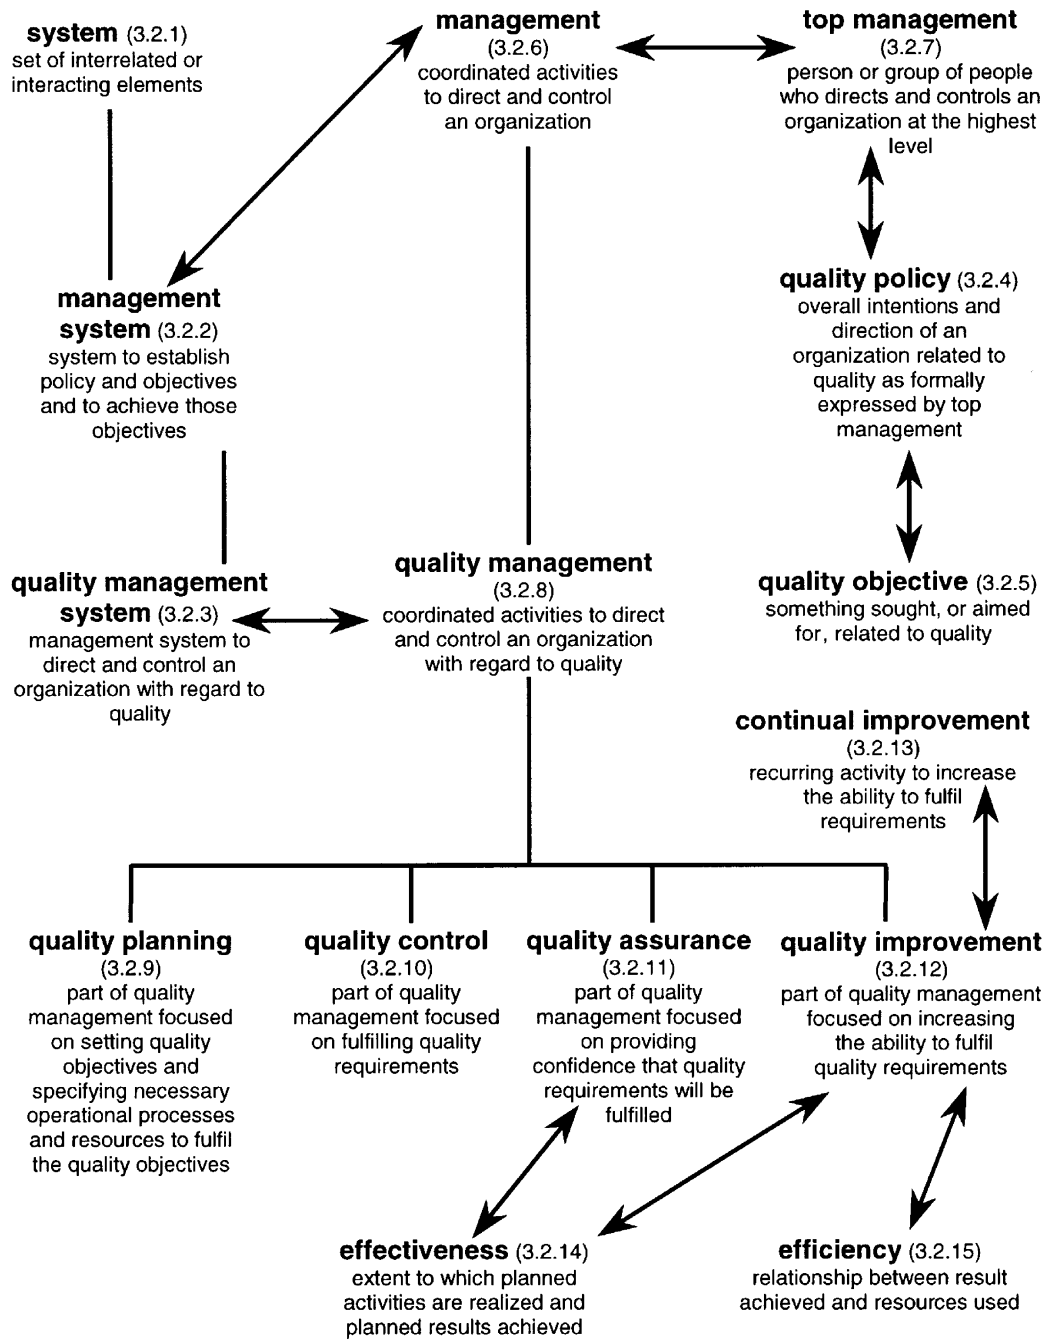 system (3.2.1)
set of interrelated or
interacting elements
management
(3.2.6)
coordinated activities
to direct and control
an organization
top management
(3.2.7)
person or group of people
who directs and controls an
organization at the highest
level
management
system (3.2.2)
system to establish
policy and objectives
and to achieve those
objectives
quality policy (3.2.4)
overall intentions and
direction of an
organization related to
quality as formally
expressed by top
management
quality management
system (3.2.3)
management system to
direct and control an
organization with regard to
quality
quality management
(3.2.8)
coordinated activities to direct
and control an organization
with regard to quality
quality objective (3.2.5)
something sought, or aimed
for, related to quality
continual improvement
(3.2.13)
recurring activity to increase
the ability to fulfil
requirements
quality planning
(3.2.9)
part of quality
management focused
on setting quality
objectives and
specifying necessary
operational processes
and resources to fulfil
the quality objectives
quality control
(3.2.10)
part of quality
management focused
on fulfilling quality
requirements
quality assurance
(3.2.11)
part of quality
management focused
on providing
confidence that quality
requirements will be
fulfilled
quality improvement
(3.2.12)
part of quality management
focused on increasing
the ability to fulfil
quality requirements
effectiveness (3.2.14)
extent to which planned
activities are realized and
planned results achieved
efficiency (3.2.15)
relationship between result
achieved and resources used